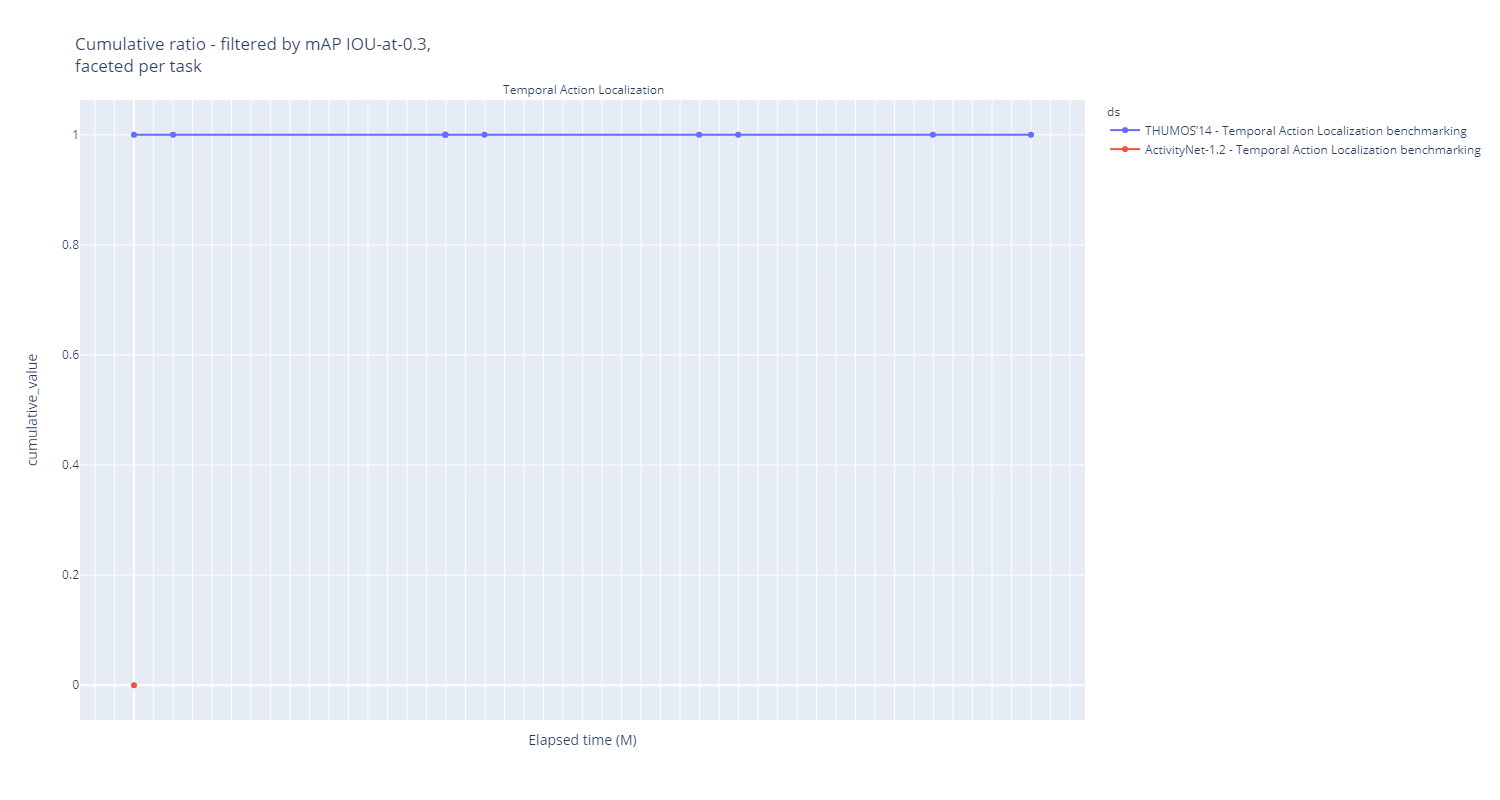 Cumulative ratio - filtered by mAP IOU-at-0.3,
faceted per task
Temporal Action Localization
ds
THUMOS’14 - Temporal Action Localization benchmarking
ActivityNet-1.2 - Temporal Action Localization benchmarking
1
0.8
0.6
0.4
0.2
0
cumulative_value
Elapsed time (M)